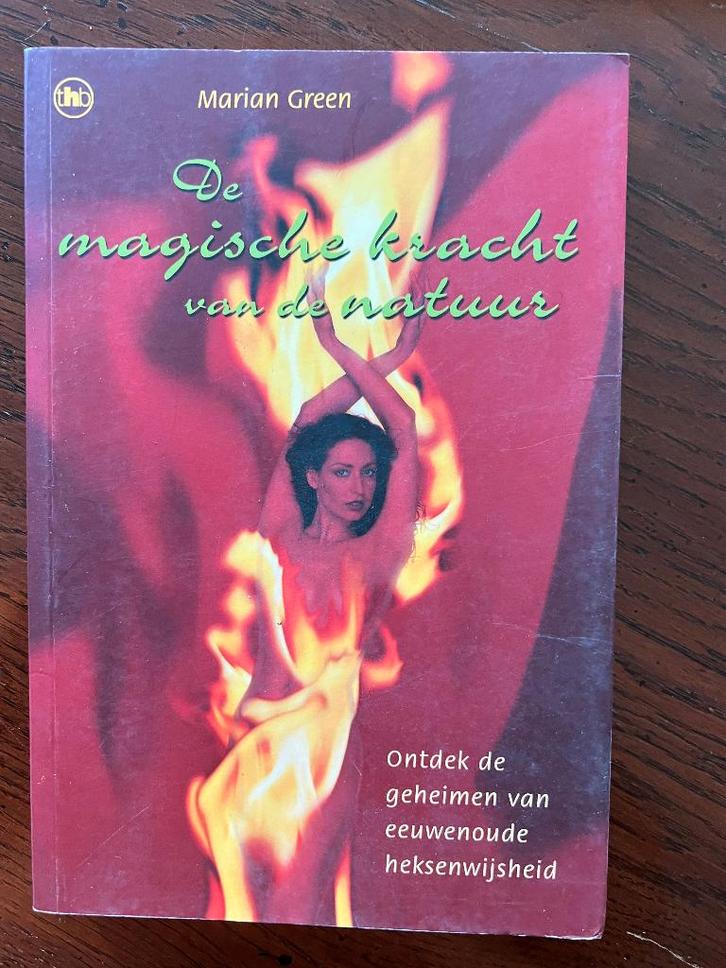 thb
Marian Green
De
magische kracht
van de natuur
Ontdek de
geheimen van
eeuwenoude
heksenwijsheid